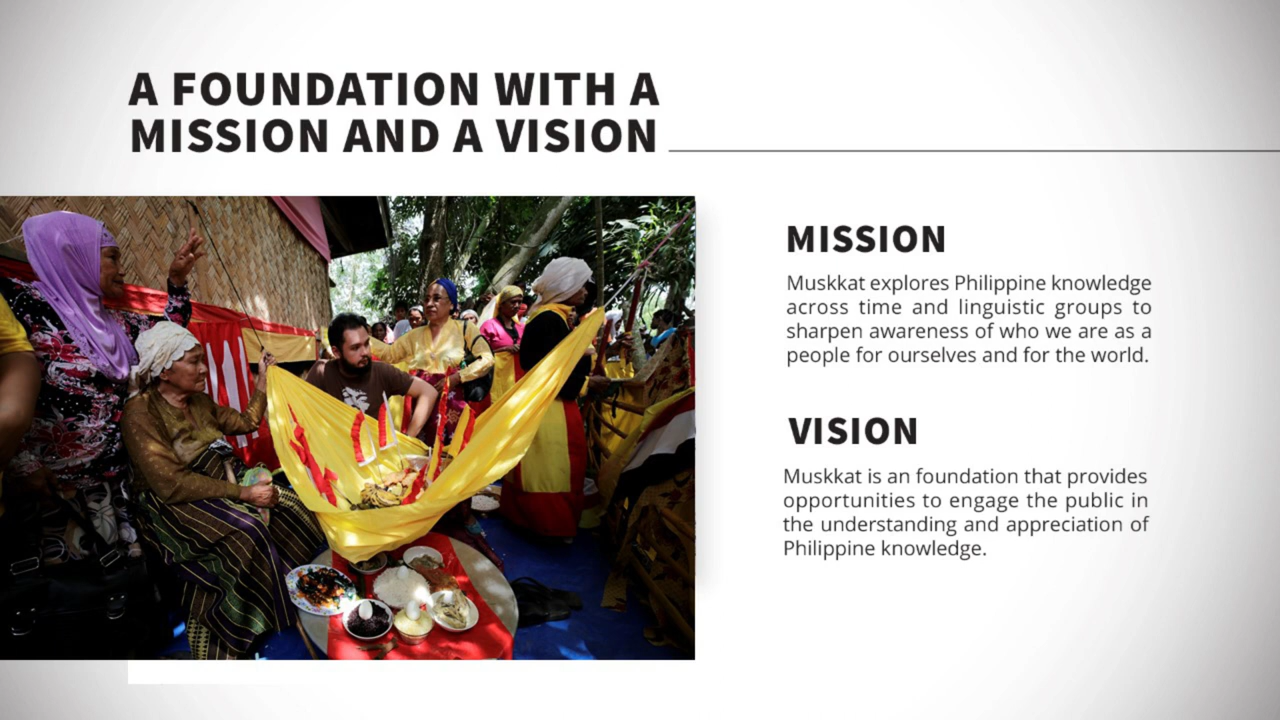 A FOUNDATION WITH A
MISSION AND A VISION
MISSION
Muskkat explores Philippine knowledge
across time and linguistic groups to
sharpen awareness of who we are as a
people for ourselves and for the world.
VISION
Muskkat is an foundation that provides
opportunities to engage the public in
the understanding and appreciation of
Philippine knowledge.